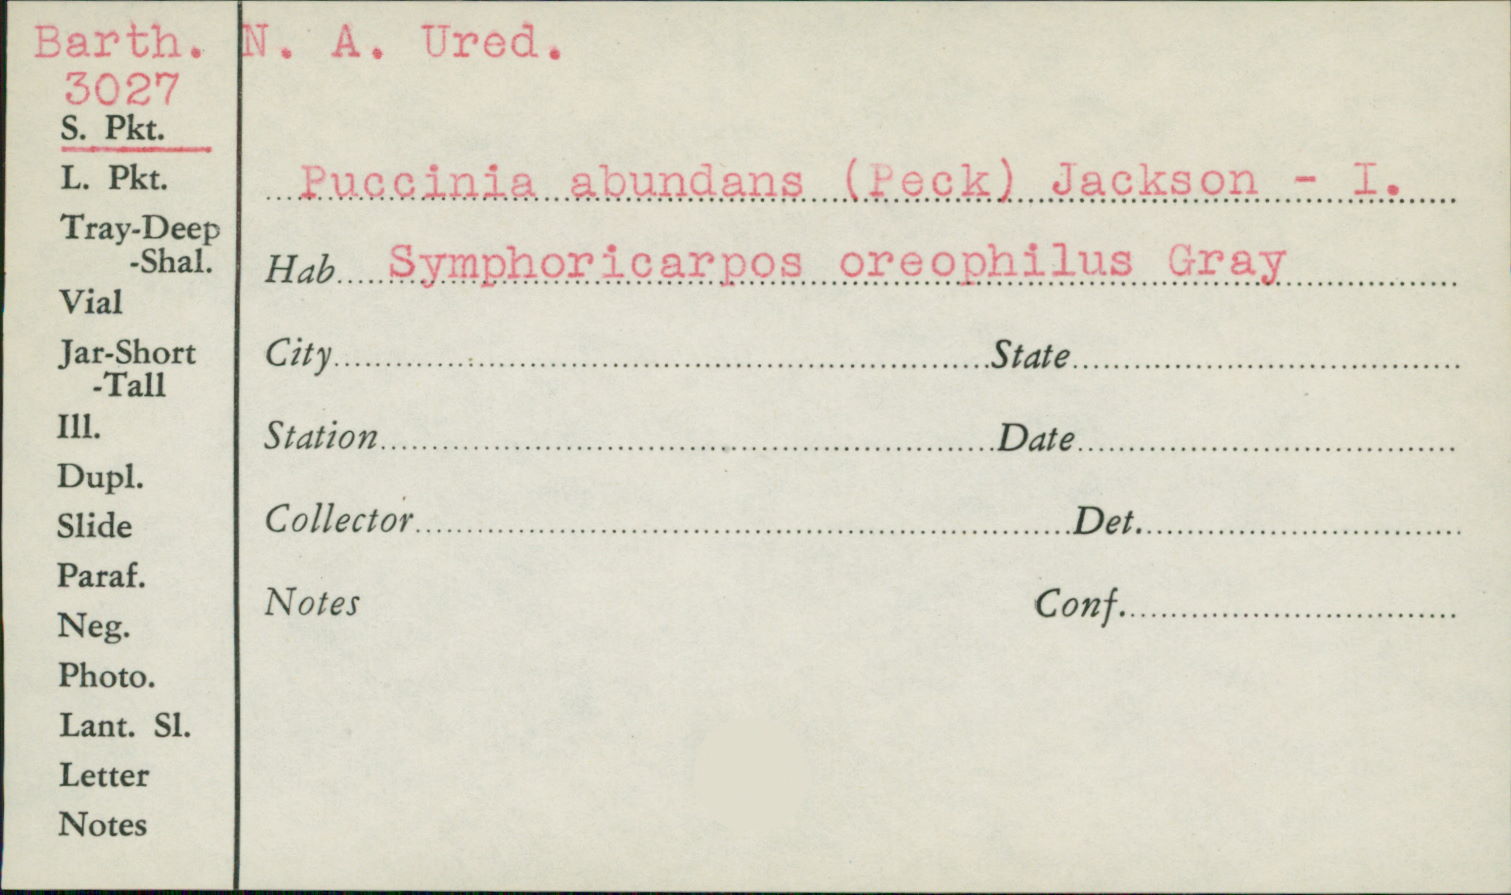 Barth. N. A. Ured.
3027
S. Pkt.
L. Pkt.
Tray-Deep
-Shal.
Vial
Jar-Short
-Tall
Ill.
Dupl.
Slide
Paraf.
Neg.
Photo.
Lant. Sl.
Letter
Notes
Puccinia abundans (Peck) Jackson - I.
Hab Symphoricarpos oreophilus Gray
City State
Station Date
Collector Det.
Notes Conf.